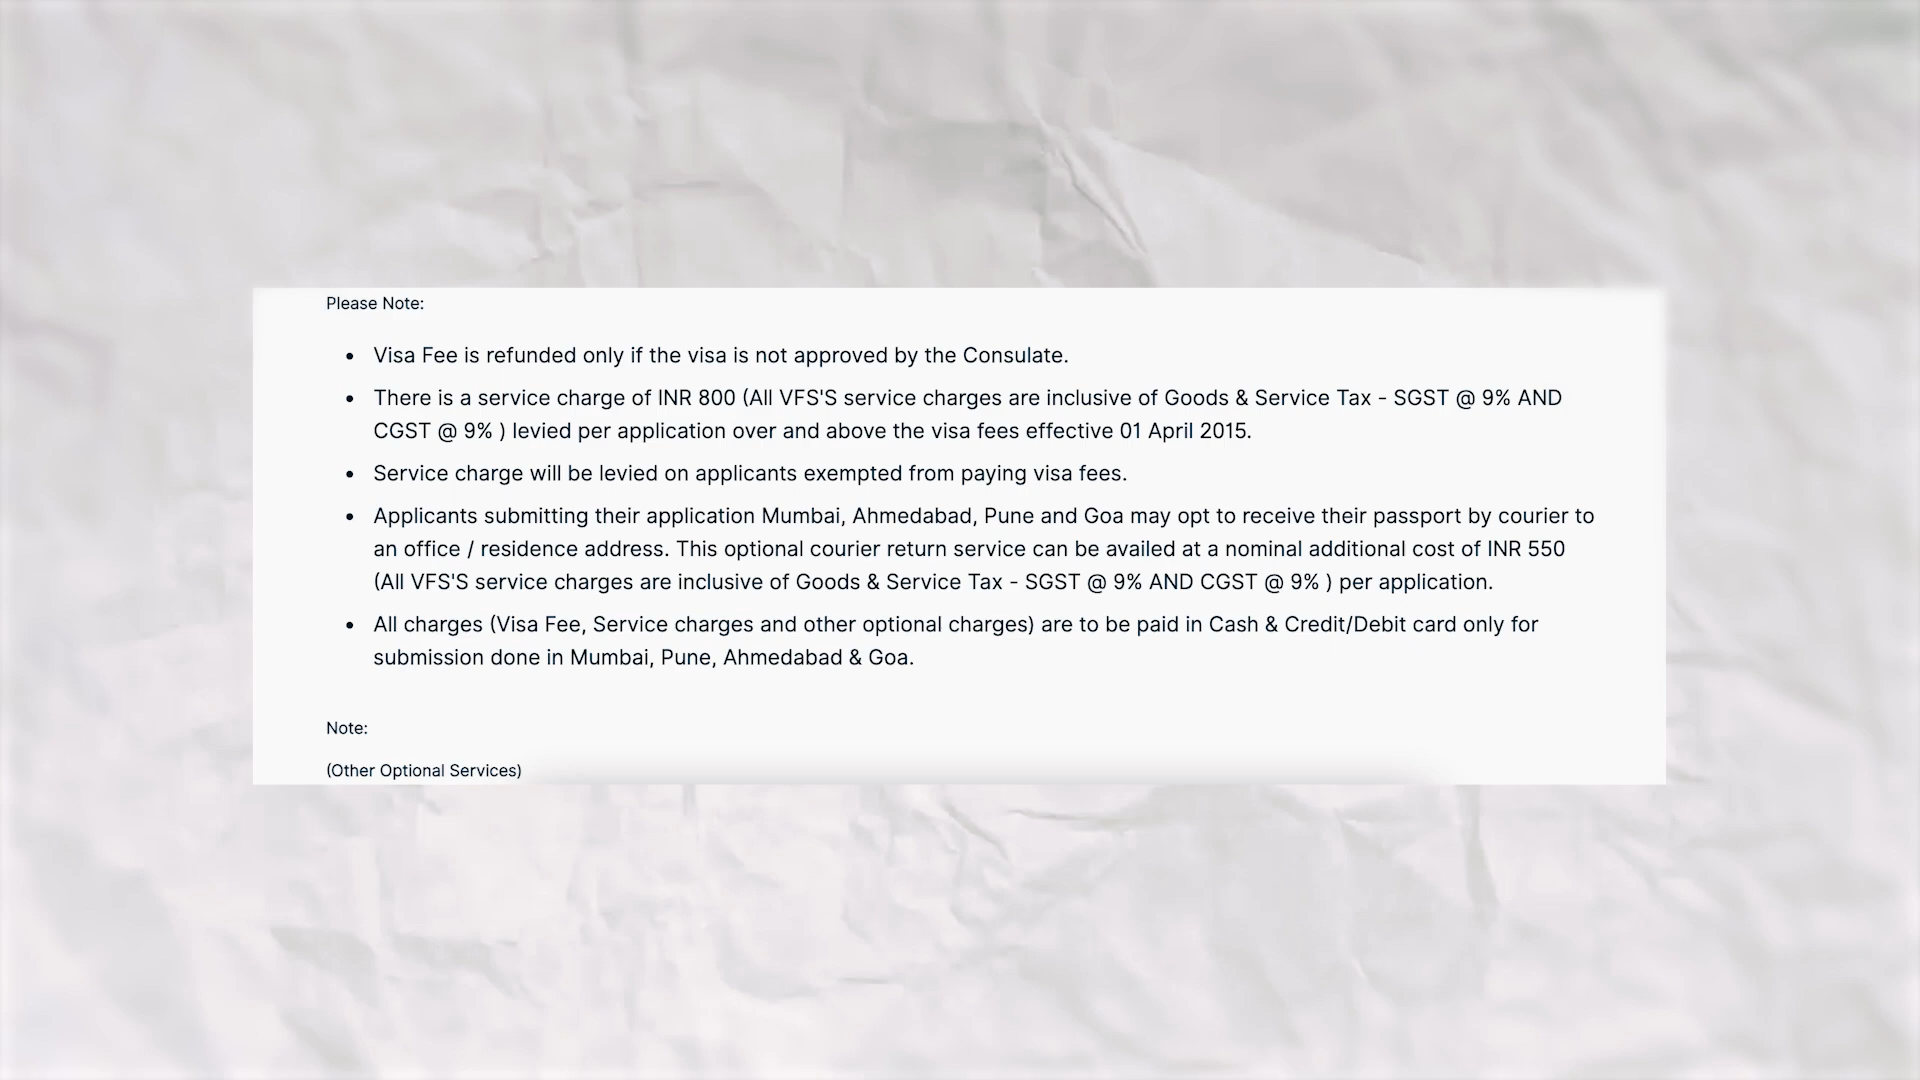 Please Note:
• Visa Fee is refunded only if the visa is not approved by the Consulate.
• There is a service charge of INR 800 (All VFS'S service charges are inclusive of Goods & Service Tax - SGST @ 9% AND
CGST @ 9% ) levied per application over and above the visa fees effective 01 April 2015.
• Service charge will be levied on applicants exempted from paying visa fees.
• Applicants submitting their application Mumbai, Ahmedabad, Pune and Goa may opt to receive their passport by courier to
an office / residence address. This optional courier return service can be availed at a nominal additional cost of INR 550
(All VFS'S service charges are inclusive of Goods & Service Tax - SGST @ 9% AND CGST @ 9% ) per application.
• All charges (Visa Fee, Service charges and other optional charges) are to be paid in Cash & Credit/Debit card only for
submission done in Mumbai, Pune, Ahmedabad & Goa.
Note:
(Other Optional Services)